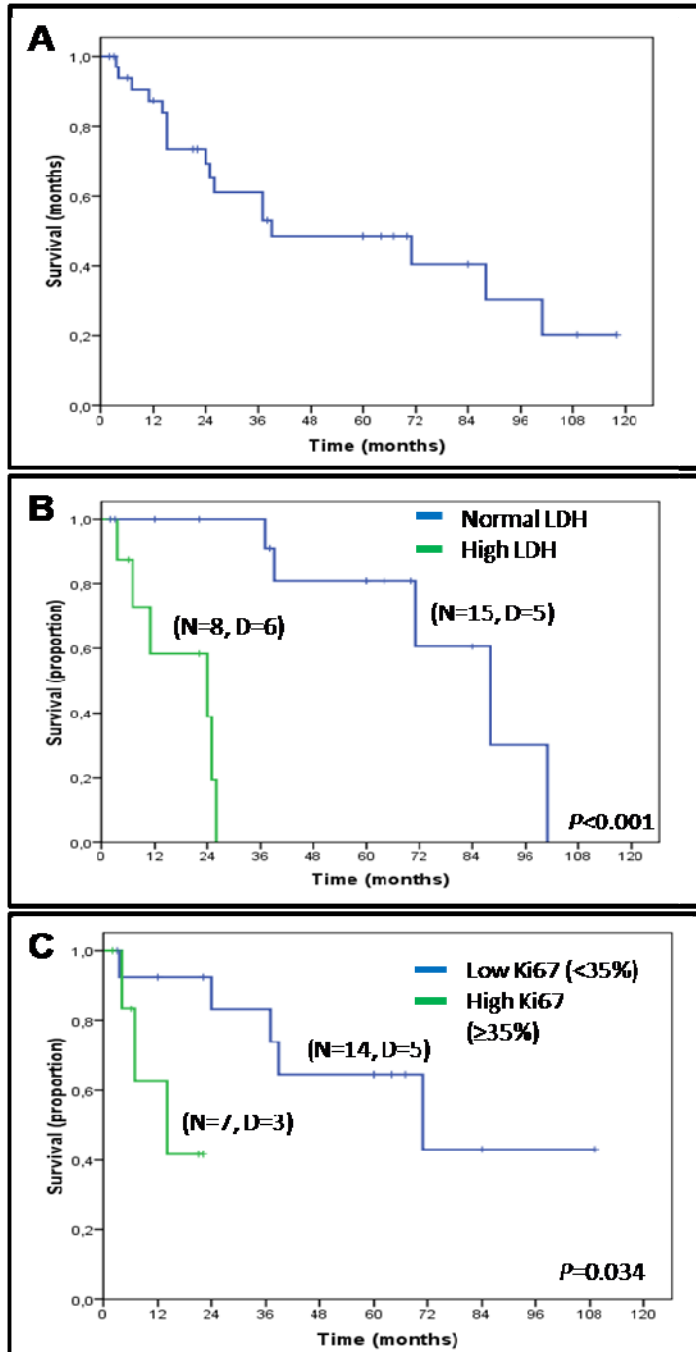 A
Survival (months)
1,0
0,8
0,6
0,4
0,2
0,0
0 12 24 36 48 60 72 84 96 108 120
Time (months)
B
Normal LDH
High LDH
(N=8, D=6)
(N=15, D=5)
P<0.001
Survival (proportion)
1,0
0,8
0,6
0,4
0,2
0,0
0 12 24 36 48 60 72 84 96 108 120
Time (months)
C
Low Ki67 (<35%)
High Ki67
(≥35%)
(N=14, D=5)
(N=7, D=3)
P=0.034
Survival (proportion)
1,0
0,8
0,6
0,4
0,2
0,0
0 12 24 36 48 60 72 84 96 108 120
Time (months)